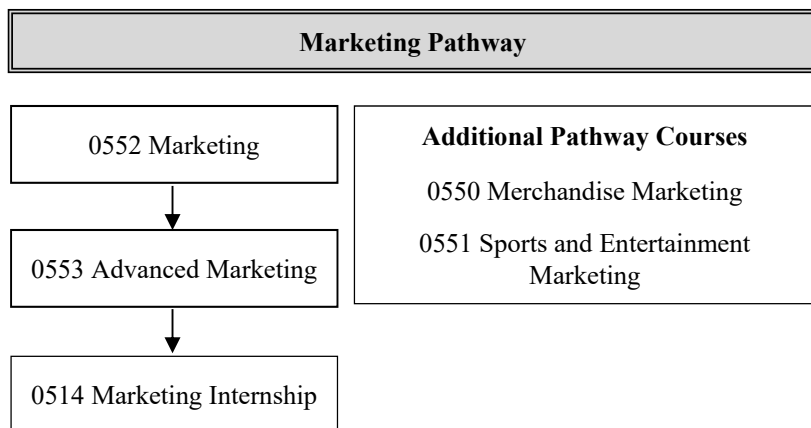 Marketing Pathway
0552 Marketing
0553 Advanced Marketing
0514 Marketing Internship
Additional Pathway Courses
0550 Merchandise Marketing
0551 Sports and Entertainment
Marketing